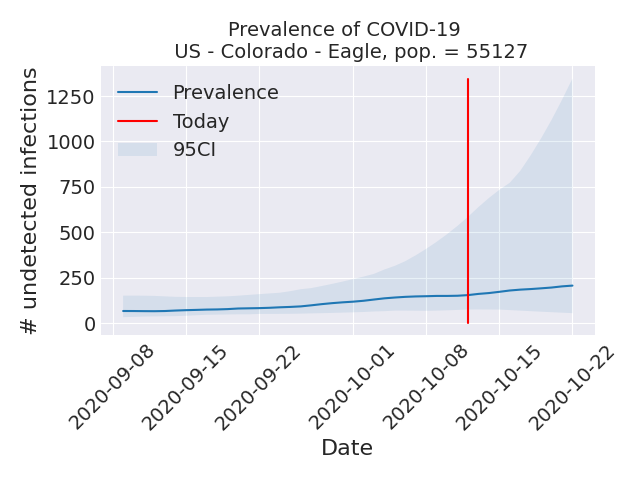 Prevalence of COVID-19
US - Colorado - Eagle, pop. = 55127
# undetected infections
1250
1000
750
500
250
0
Prevalence
Today
95CI
2020-09-08
2020-09-15
2020-09-22
2020-10-01
2020-10-08
2020-10-15
2020-10-22
Date